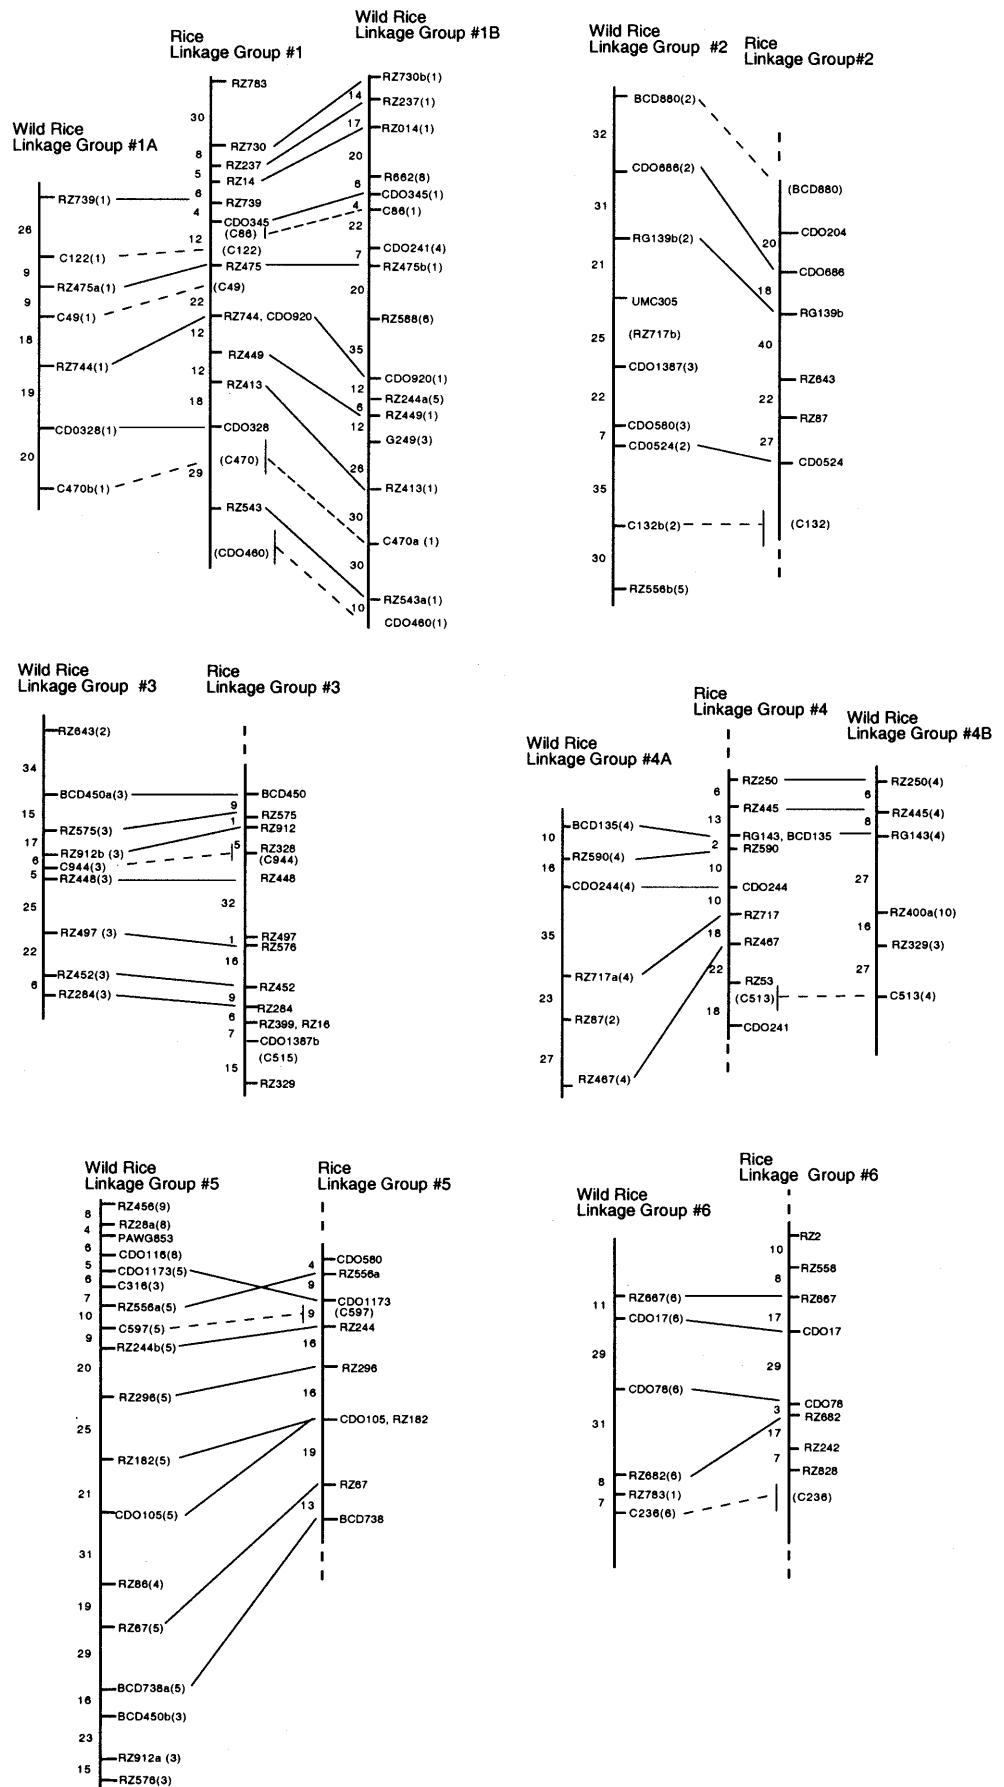 Wild Rice
Linkage Group #1A
RZ739(1)
26
C122(1)
9
RZ475a(1)
9
C49(1)
18
RZ744(1)
19
CD0328(1)
20
C470b(1)
Rice
Linkage Group #1
RZ783
30
RZ730
8
RZ237
5
RZ14
6
RZ739
4
CDO345
(C86)
12
(C122)
RZ475
(C49)
22
RZ744, CDO920
12
RZ449
12
RZ413
18
CDO328
(C470)
29
RZ543
(CDO460)
Wild Rice
Linkage Group #1B
RZ730b(1)
14
RZ237(1)
17
RZ014(1)
20
R662(8)
6
CDO345(1)
4
C86(1)
22
CDO241(4)
7
RZ475b(1)
20
RZ588(6)
35
CDO920(1)
12
RZ244a(5)
6
RZ449(1)
12
G249(3)
26
RZ413(1)
30
C470a (1)
30
RZ543a(1)
10
CDO460(1)
Wild Rice
Linkage Group #2
BCD880(2)
32
CDO686(2)
31
RG139b(2)
21
UMC305
25
(RZ717b)
CDO1387(3)
22
CDO580(3)
7
CD0524(2)
35
C132b(2)
30
RZ556b(5)
Rice
Linkage Group#2
(BCD880)
CDO204
20
CDO686
18
RG139b
40
RZ643
22
RZ87
27
CD0524
(C132)
Wild Rice
Linkage Group #3
RZ643(2)
34
BCD450a(3)
15
RZ575(3)
17
RZ912b (3)
6
C944(3)
5
RZ448(3)
25
RZ497 (3)
22
RZ452(3)
6
RZ284(3)
Rice
Linkage Group #3
BCD450
9
RZ575
1
RZ912
5
RZ328
(C944)
RZ448
32
RZ497
1
RZ576
16
RZ452
9
RZ284
6
RZ399, RZ16
7
CDO1387b
(C515)
15
RZ329
Wild Rice
Linkage Group #4A
BCD135(4)
10
RZ590(4)
16
CDO244(4)
35
RZ717a(4)
23
RZ87(2)
27
RZ467(4)
Rice
Linkage Group #4
RZ250
6
RZ445
13
RG143, BCD135
2
RZ590
10
CDO244
10
RZ717
18
RZ467
22
RZ53
(C513)
18
CDO241
Wild Rice
Linkage Group #4B
RZ250(4)
6
RZ445(4)
8
RG143(4)
27
RZ400a(10)
16
RZ329(3)
27
C513(4)
Wild Rice
Linkage Group #5
RZ456(9)
8
RZ28a(8)
4
PAWG853
6
CDO116(8)
5
CDO1173(5)
6
C316(3)
7
RZ556a(5)
10
C597(5)
9
RZ244b(5)
20
RZ296(5)
25
RZ182(5)
21
CDO105(5)
31
RZ86(4)
19
RZ67(5)
29
BCD738a(5)
16
BCD450b(3)
23
RZ912a (3)
15
RZ576(3)
Rice
Linkage Group #5
CDO580
4
RZ556a
9
CDO1173
(C597)
9
RZ244
16
RZ296
16
CDO105, RZ182
19
RZ67
13
BCD738
Wild Rice
Linkage Group #6
RZ667(6)
11
CDO17(6)
29
CDO78(6)
31
RZ682(6)
8
RZ783(1)
7
C236(6)
Rice
Linkage Group #6
RZ2
10
RZ558
8
RZ667
17
CDO17
29
CDO78
3
RZ682
17
RZ242
7
RZ828
(C236)